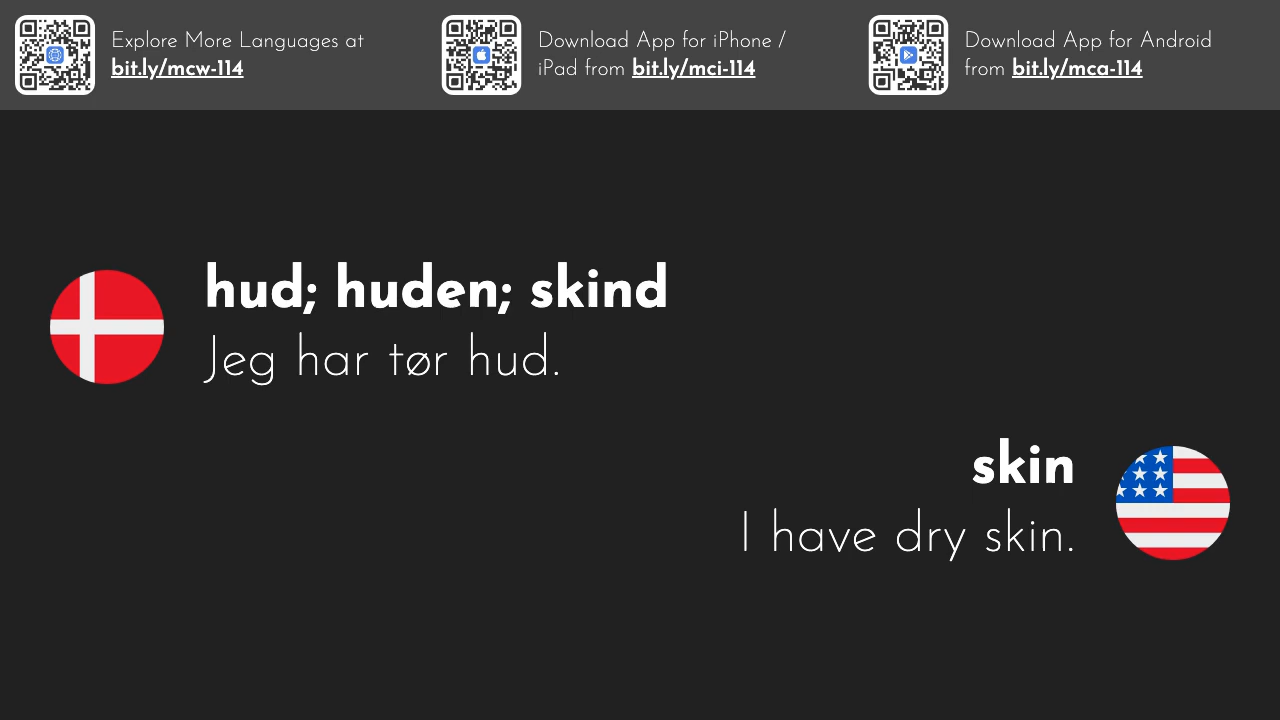 Explore More Languages at
bit.ly/mcw-114
Download App for iPhone /
iPad from bit.ly/mci-114
Download App for Android
from bit.ly/mca-114
hud; huden; skind
Jeg har tør hud.
skin
I have dry skin.